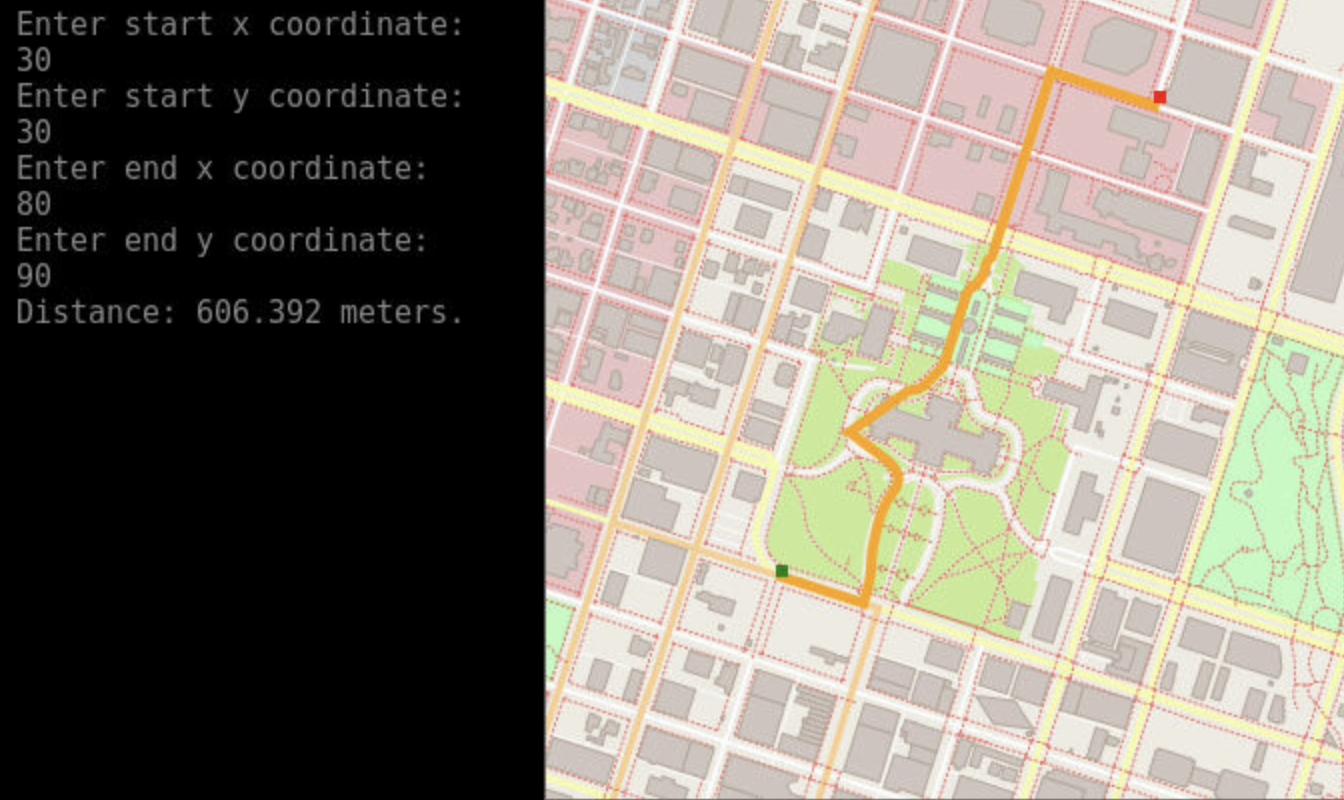 Enter start x coordinate:
30
Enter start y coordinate:
30
Enter end x coordinate:
80
Enter end y coordinate:
90
Distance: 606.392 meters.